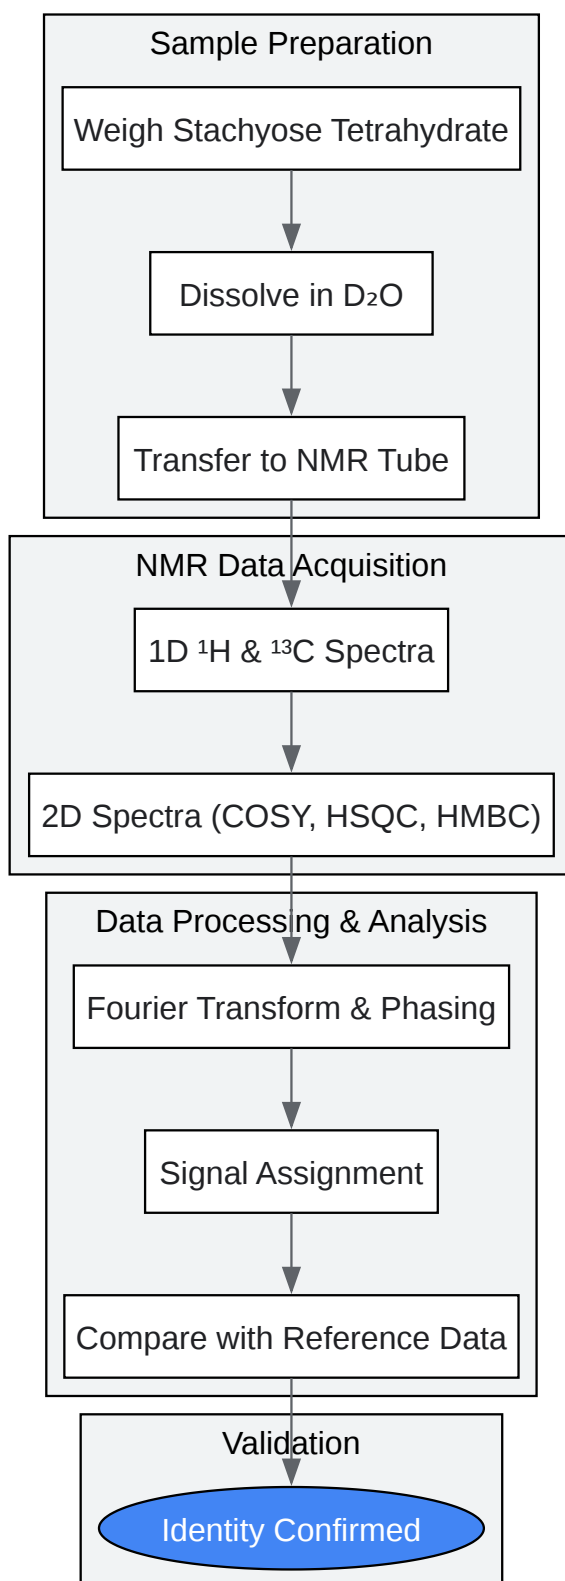 Sample Preparation
Weigh Stachyose Tetrahydrate
Dissolve in D₂O
Transfer to NMR Tube
NMR Data Acquisition
1D ¹H & ¹³C Spectra
2D Spectra (COSY, HSQC, HMBC)
Data Processing & Analysis
Fourier Transform & Phasing
Signal Assignment
Compare with Reference Data
Validation
Identity Confirmed